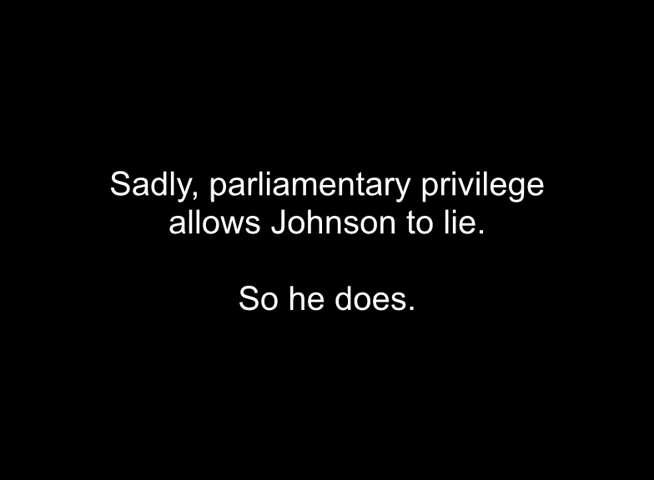 Sadly, parliamentary privilege
allows Johnson to lie.
So he does.